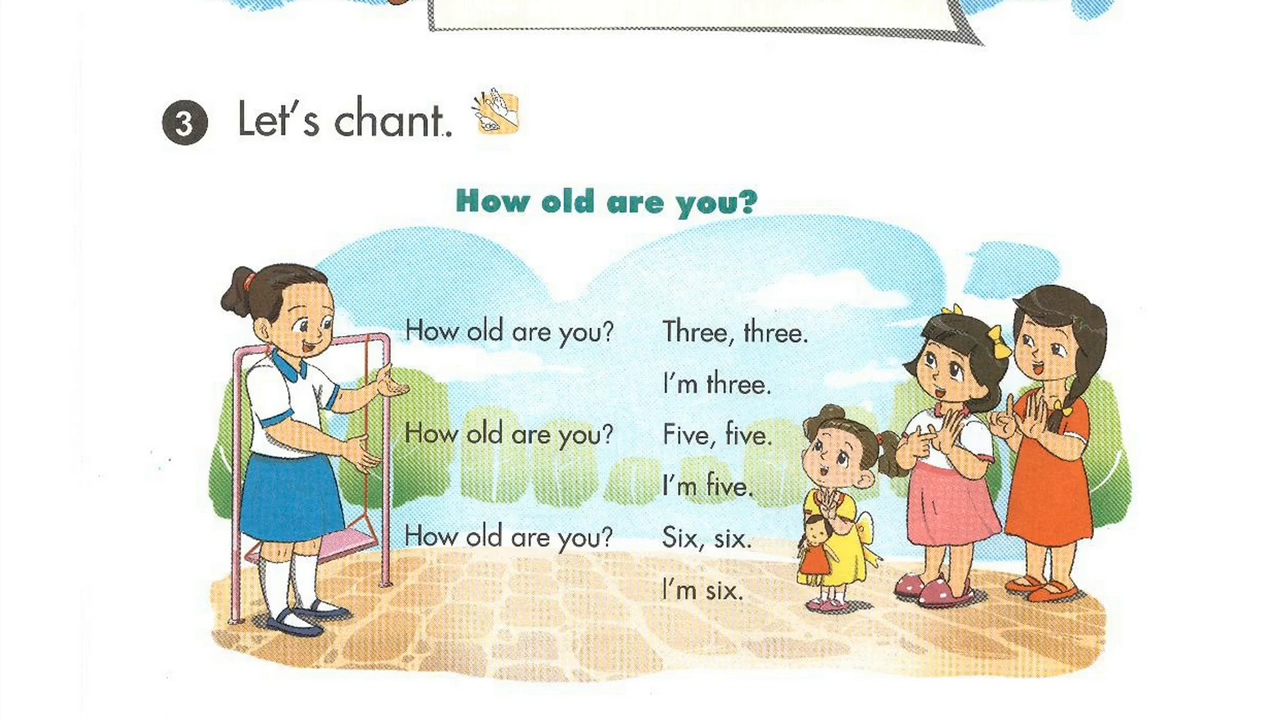 3 Let's chant.
How old are you?
How old are you? Three, three.
I'm three.
How old are you? Five, five.
I'm five.
How old are you? Six, six.
I'm six.